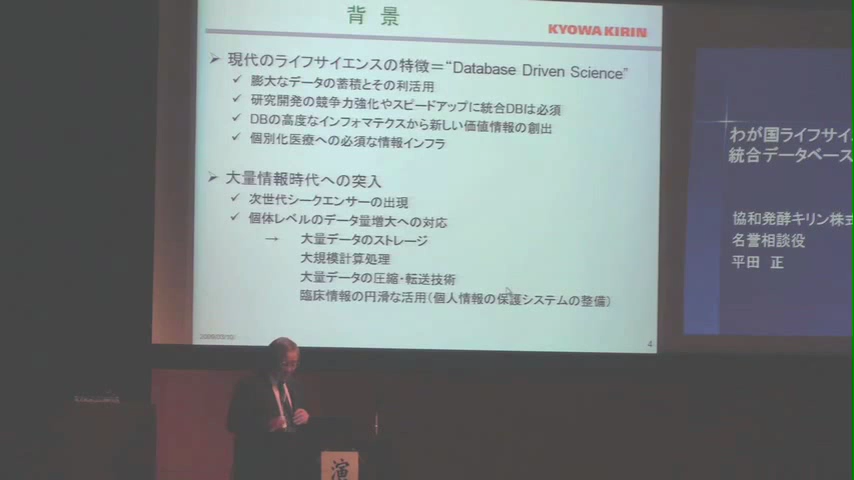 背景
KYOWA KIRIN
➢ 現代のライフサイエンスの特徴＝“Database Driven Science”
✓ 膨大なデータの蓄積とその利活用
✓ 研究開発の競争力強化やスピードアップに統合DBは必須
✓ DBの高度なインフォマテクスから新しい価値情報の創出
✓ 個別化医療への必須な情報インフラ
➢ 大量情報時代への突入
✓ 次世代シークエンサーの出現
✓ 個体レベルのデータ量増大への対応
→ 大量データのストレージ
大規模計算処理
大量データの圧縮・転送技術
臨床情報の円滑な活用（個人情報の保護システムの整備）
4
わが国ライフサイ
統合データベース
協和発酵キリン株式
名誉相談役
平田 正
演